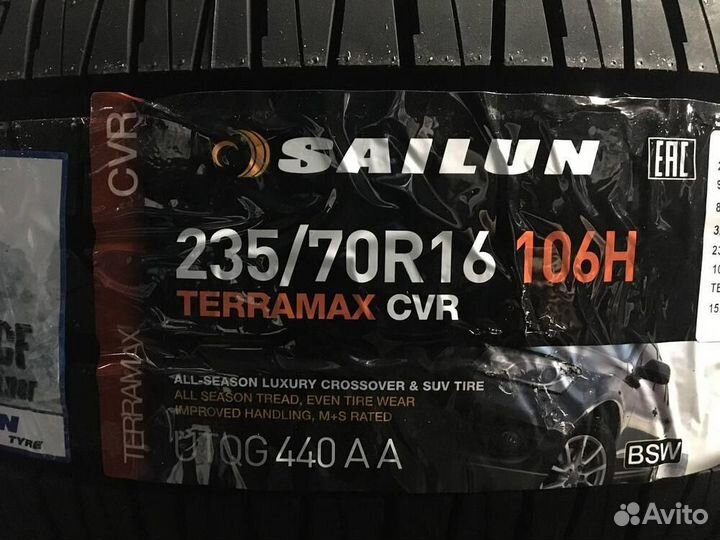 SAILUN
EAC
235/70R16 106H
TERRAMAX CVR
TERRAMAX CVR
ALL-SEASON LUXURY CROSSOVER & SUV TIRE
ALL SEASON TREAD, EVEN TIRE WEAR
IMPROVED HANDLING, M+S RATED
UTQG 440 A A
BSW
TYRE
Avito